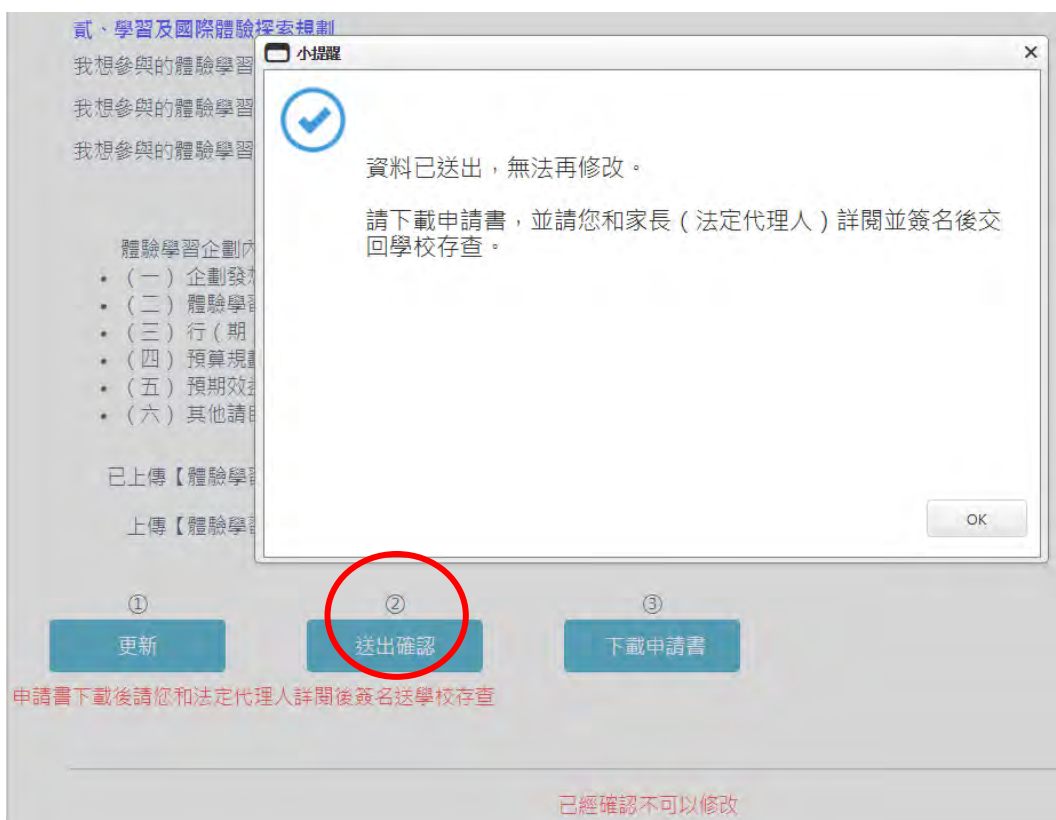 貳、學習及國際體驗探索規劃
小提醒
我想參與的體驗學習
我想參與的體驗學習
我想參與的體驗學習
資料已送出，無法再修改。
請下載申請書，並請您和家長（法定代理人）詳閱並簽名後交
回學校存查。
體驗學習企劃內
• （一）企劃發想
• （二）體驗學習
• （三）行（期
• （四）預算規劃
• （五）預期效益
• （六）其他請
已上傳【體驗學習
上傳【體驗學習
OK
① ② ③
更新 送出確認 下載申請書
申請書下載後請您和法定代理人詳閱後簽名送學校存查
已經確認不可以修改